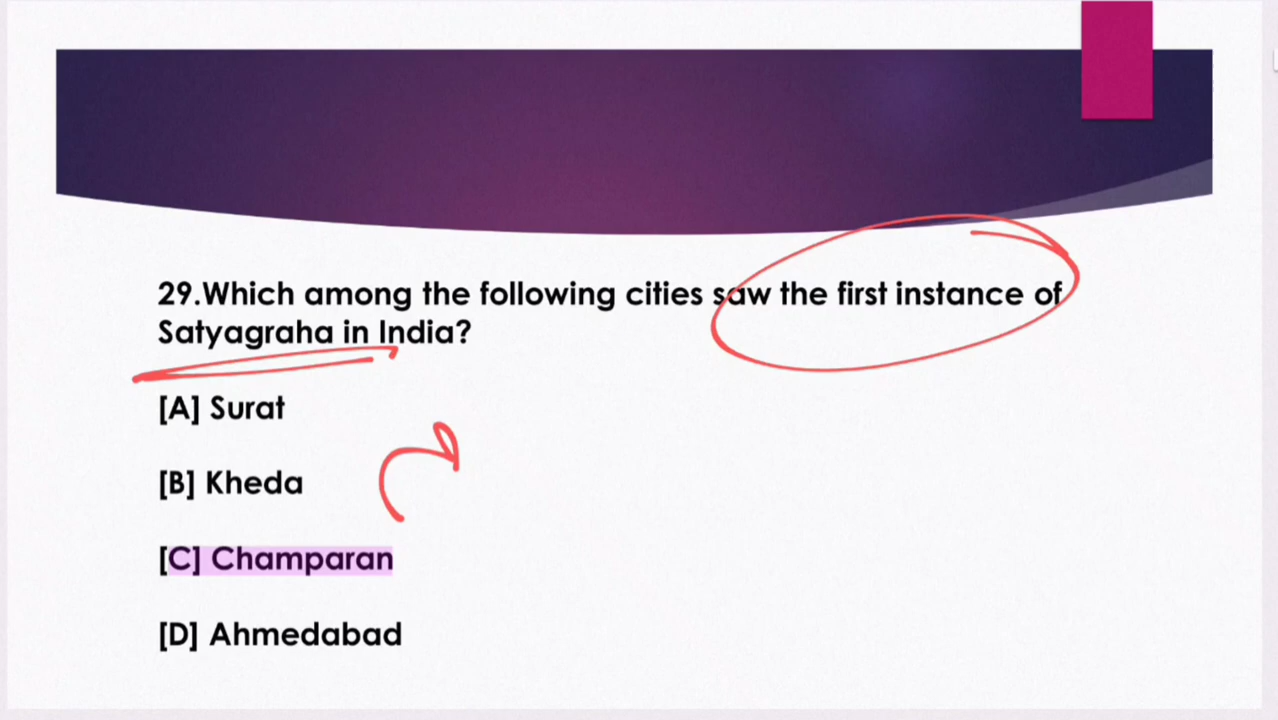 29.Which among the following cities saw the first instance of
Satyagraha in India?
[A] Surat
[B] Kheda
[C] Champaran
[D] Ahmedabad